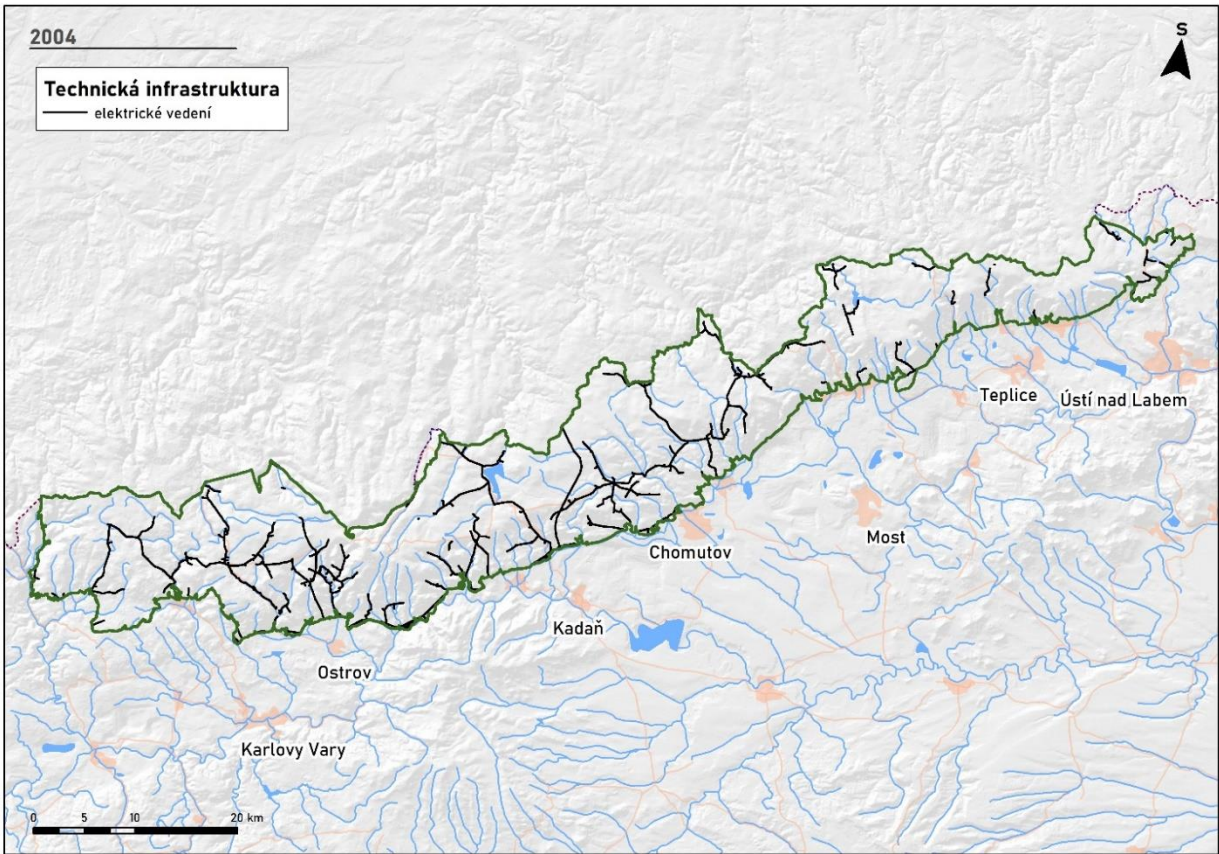 2004
S
Technická infrastruktura
elektrické vedení
Teplice
Ústí nad Labem
Most
Chomutov
Kadaň
Ostrov
Karlovy Vary
0 5 10 20 km